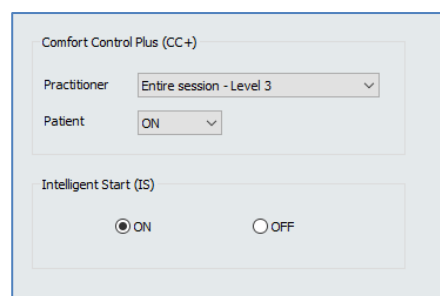 Comfort Control Plus (CC+)
Practitioner Entire session - Level 3
Patient ON
Intelligent Start (IS)
ON OFF